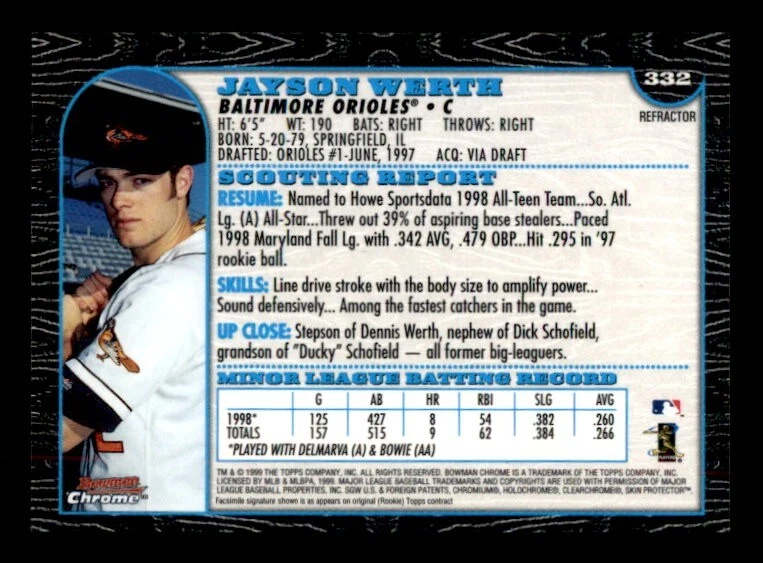 332
REFRACTOR
JAYSON WERTH
BALTIMORE ORIOLES® • C
HT: 6'5" WT: 190 BATS: RIGHT THROWS: RIGHT
BORN: 5-20-79, SPRINGFIELD, IL
DRAFTED: ORIOLES #1-JUNE, 1997 ACQ: VIA DRAFT
SCOUTING REPORT
RESUME: Named to Howe Sportsdata 1998 All-Teen Team...So. Atl.
Lg. (A) All-Star...Threw out 39% of aspiring base stealers...Paced
1998 Maryland Fall Lg. with .342 AVG, .479 OBP...Hit .295 in '97
rookie ball.
SKILLS: Line drive stroke with the body size to amplify power...
Sound defensively... Among the fastest catchers in the game.
UP CLOSE: Stepson of Dennis Werth, nephew of Dick Schofield,
grandson of "Ducky" Schofield — all former big-leaguers.
MINOR LEAGUE BATTING RECORD
G AB HR RBI SLG AVG
1998* 125 427 8 54 .382 .260
TOTALS 157 515 9 62 .384 .266
*PLAYED WITH DELMARVA (A) & BOWIE (AA)
TM & © 1999 THE TOPPS COMPANY, INC. ALL RIGHTS RESERVED. BOWMAN CHROME IS A TRADEMARK OF THE TOPPS COMPANY, INC.
LICENSED BY MLB & MLBPA, 1999. MAJOR LEAGUE BASEBALL TRADEMARKS AND COPYRIGHTS ARE USED WITH PERMISSION OF MAJOR
LEAGUE BASEBALL PROPERTIES, INC. SGW U.S. & FOREIGN PATENTS, CHROMIUM®, HOLOCHROME®, CLEARCHROME®, SKIN PROTECTOR™.
Facsimile signature shown is as appears on original (Rookie) Topps contract
Bowman
Chrome™